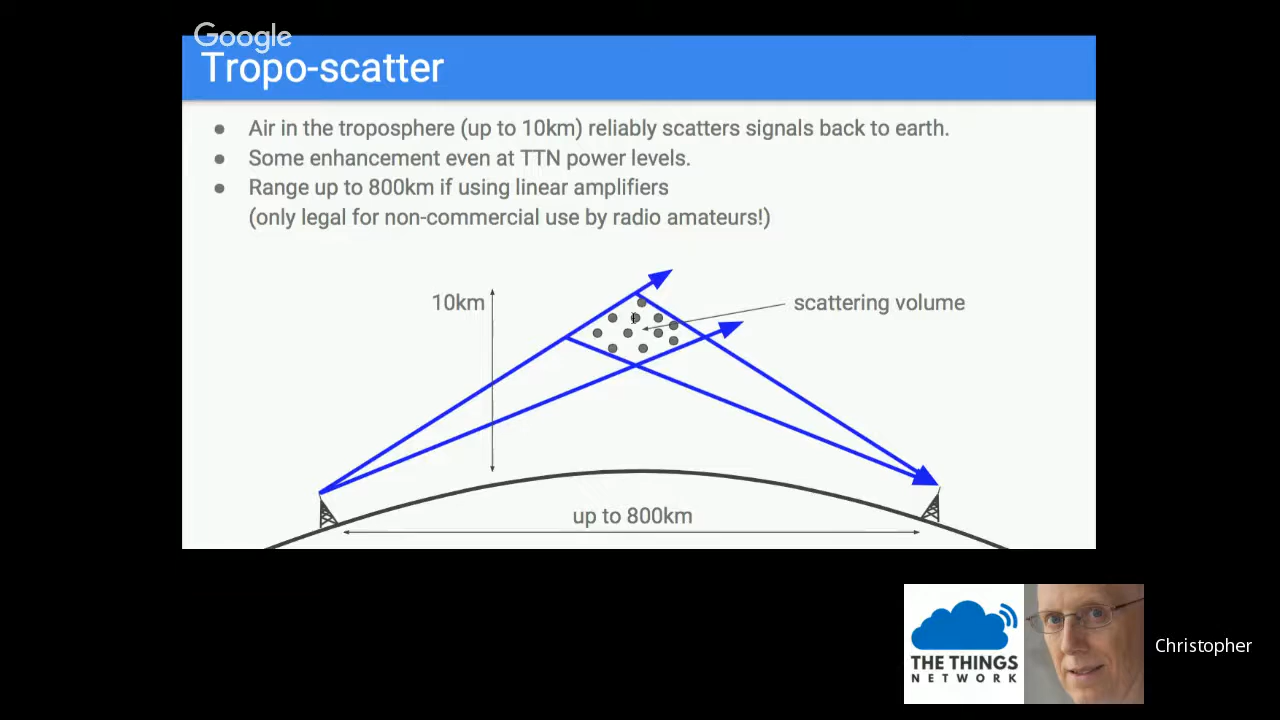 Google
Tropo-scatter
● Air in the troposphere (up to 10km) reliably scatters signals back to earth.
● Some enhancement even at TTN power levels.
● Range up to 800km if using linear amplifiers
(only legal for non-commercial use by radio amateurs!)
10km
scattering volume
up to 800km
THE THINGS
NETWORK
Christopher